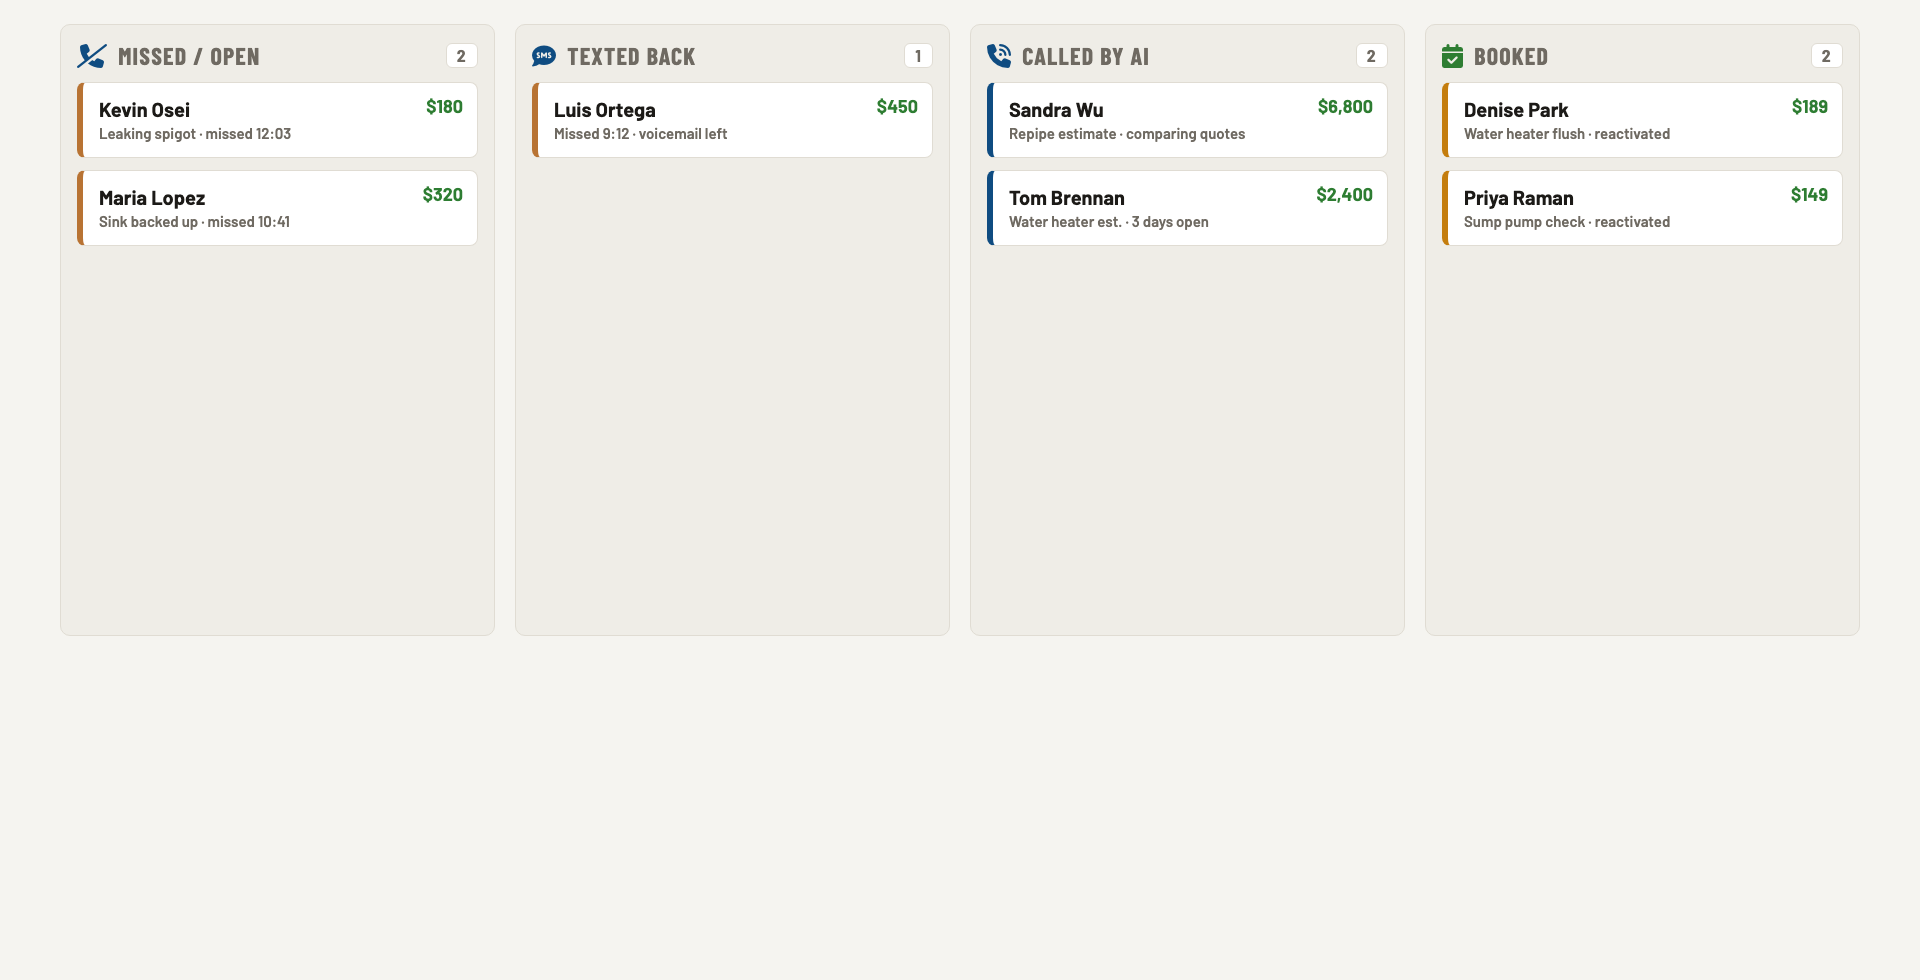 MISSED / OPEN
2
Kevin Osei
$180
Leaking spigot · missed 12:03
Maria Lopez
$320
Sink backed up · missed 10:41
SMS
TEXTED BACK
1
Luis Ortega
$450
Missed 9:12 · voicemail left
CALLED BY AI
2
Sandra Wu
$6,800
Repipe estimate · comparing quotes
Tom Brennan
$2,400
Water heater est. · 3 days open
BOOKED
2
Denise Park
$189
Water heater flush · reactivated
Priya Raman
$149
Sump pump check · reactivated